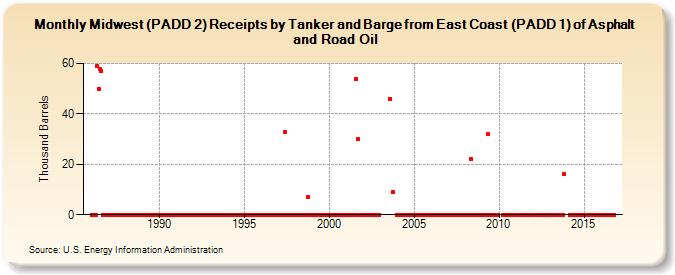 Monthly Midwest (PADD 2) Receipts by Tanker and Barge from East Coast (PADD 1) of Asphalt
and Road Oil
Thousand Barrels
60
40
20
0
1990 1995 2000 2005 2010 2015
Source: U.S. Energy Information Administration